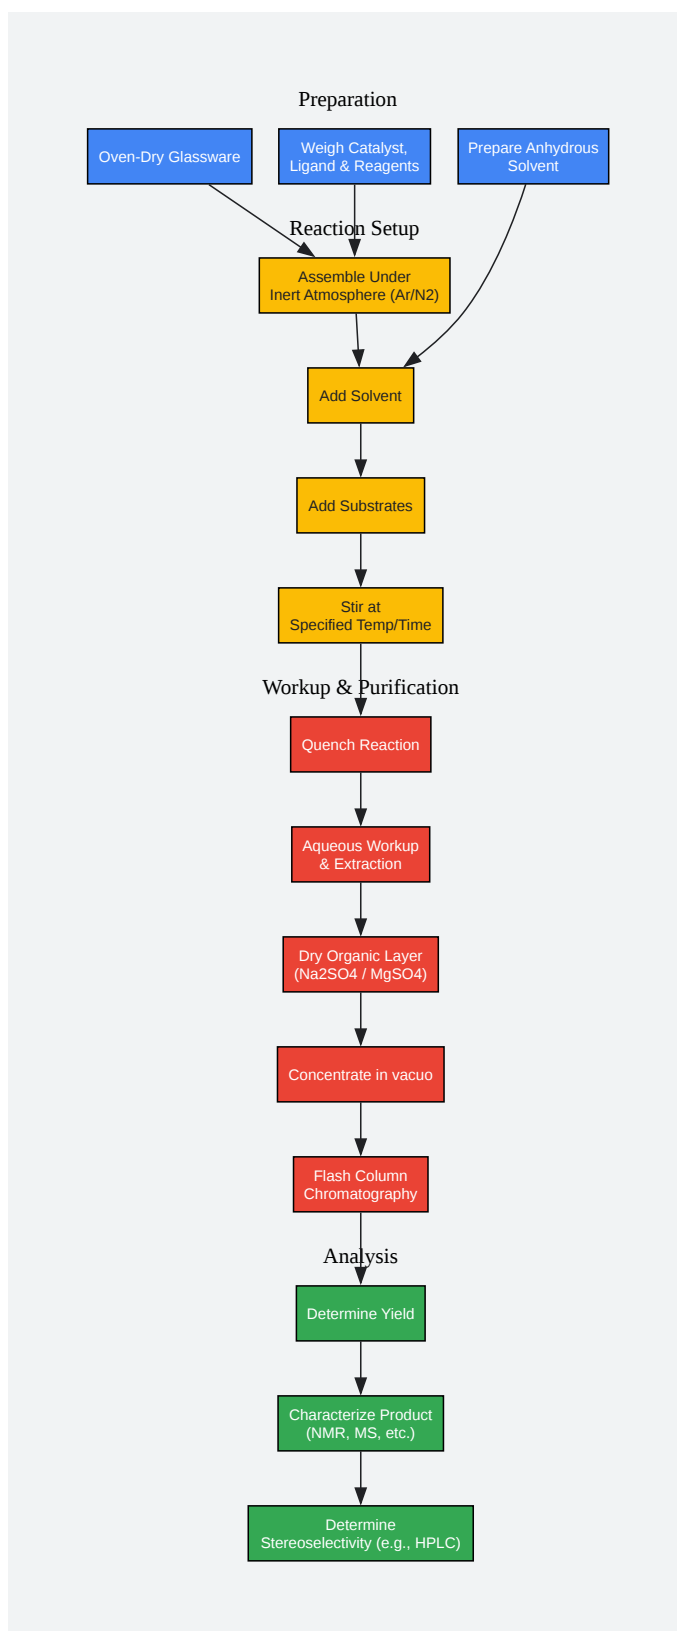 Preparation
Oven-Dry Glassware
Weigh Catalyst,
Ligand & Reagents
Prepare Anhydrous
Solvent
Reaction Setup
Assemble Under
Inert Atmosphere (Ar/N2)
Add Solvent
Add Substrates
Stir at
Specified Temp/Time
Workup & Purification
Quench Reaction
Aqueous Workup
& Extraction
Dry Organic Layer
(Na2SO4 / MgSO4)
Concentrate in vacuo
Flash Column
Chromatography
Analysis
Determine Yield
Characterize Product
(NMR, MS, etc.)
Determine
Stereoselectivity (e.g., HPLC)